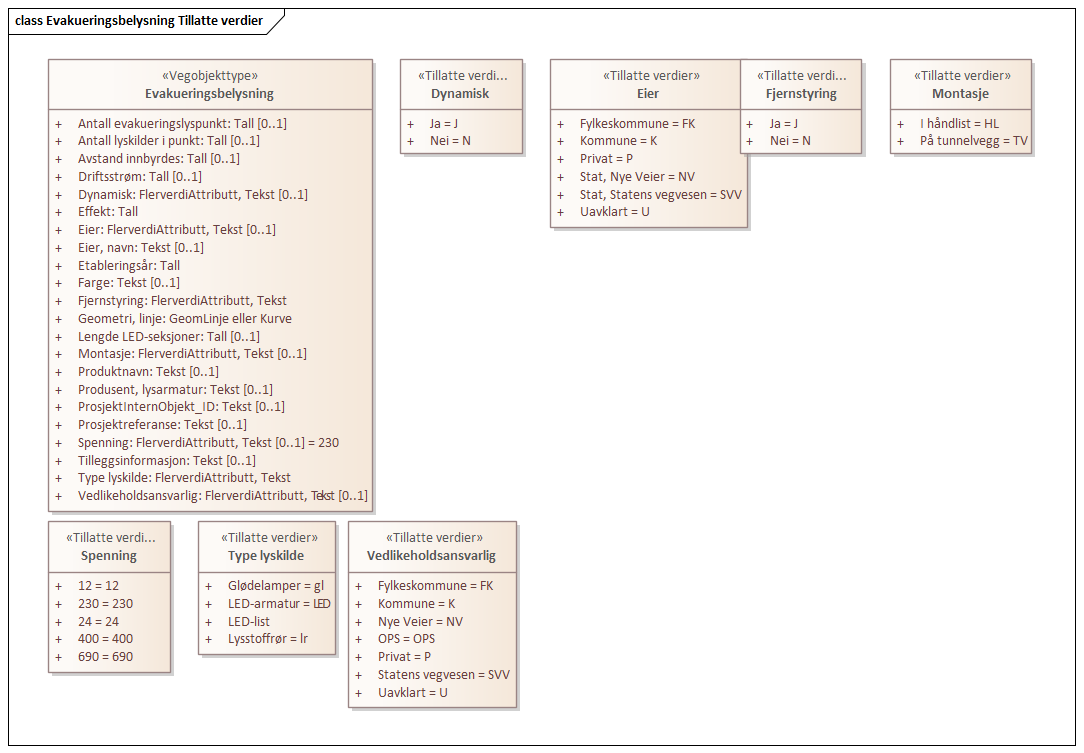 class Evakueringsbelysning Tillatte verdier
«Vegobjekttype»
Evakueringsbelysning
+ Antall evakueringslyspunkt: Tall [0..1]
+ Antall lyskilder i punkt: Tall [0..1]
+ Avstand innbyrdes: Tall [0..1]
+ Driftsstrøm: Tall [0..1]
+ Dynamisk: FlerverdiAttributt, Tekst [0..1]
+ Effekt: Tall
+ Eier: FlerverdiAttributt, Tekst [0..1]
+ Eier, navn: Tekst [0..1]
+ Etableringsår: Tall
+ Farge: Tekst [0..1]
+ Fjernstyring: FlerverdiAttributt, Tekst
+ Geometri, linje: GeomLinje eller Kurve
+ Lengde LED-seksjoner: Tall [0..1]
+ Montasje: FlerverdiAttributt, Tekst [0..1]
+ Produktnavn: Tekst [0..1]
+ Produsent, lysarmatur: Tekst [0..1]
+ ProsjektInternObjekt_ID: Tekst [0..1]
+ Prosjektreferanse: Tekst [0..1]
+ Spenning: FlerverdiAttributt, Tekst [0..1] = 230
+ Tilleggsinformasjon: Tekst [0..1]
+ Type lyskilde: FlerverdiAttributt, Tekst
+ Vedlikeholdsansvarlig: FlerverdiAttributt, Tekst [0..1]
«Tillatte verdi...
Dynamisk
+ Ja = J
+ Nei = N
«Tillatte verdier»
Eier
+ Fylkeskommune = FK
+ Kommune = K
+ Privat = P
+ Stat, Nye Veier = NV
+ Stat, Statens vegvesen = SVV
+ Uavklart = U
«Tillatte verdi...
Fjernstyring
+ Ja = J
+ Nei = N
«Tillatte verdier»
Montasje
+ I håndlist = HL
+ På tunnelvegg = TV
«Tillatte verdi...
Spenning
+ 12 = 12
+ 230 = 230
+ 24 = 24
+ 400 = 400
+ 690 = 690
«Tillatte verdier»
Type lyskilde
+ Glødelamper = gl
+ LED-armatur = LED
+ LED-list
+ Lysstoffrør = lr
«Tillatte verdier»
Vedlikeholdsansvarlig
+ Fylkeskommune = FK
+ Kommune = K
+ Nye Veier = NV
+ OPS = OPS
+ Privat = P
+ Statens vegvesen = SVV
+ Uavklart = U